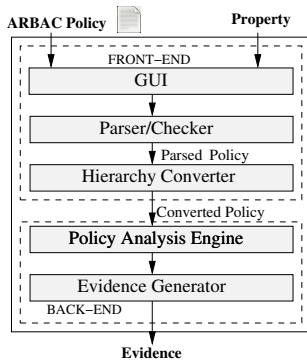 ARBAC Policy
Property
FRONT-END
GUI
Parser/Checker
Parsed Policy
Hierarchy Converter
Converted Policy
Policy Analysis Engine
Evidence Generator
BACK-END
Evidence